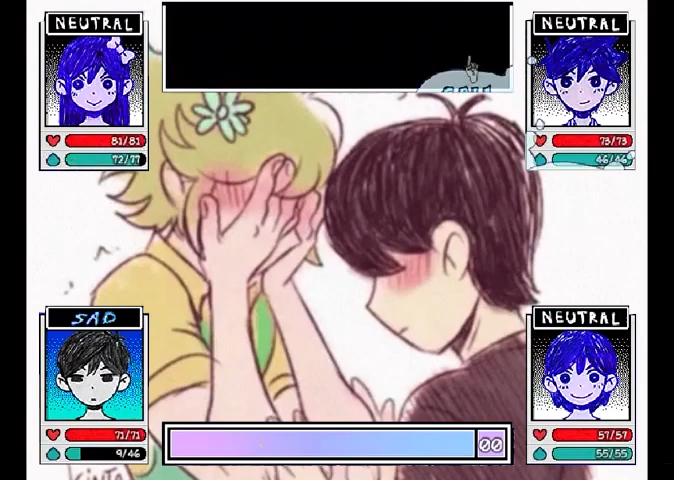 NEUTRAL
81/81
72/77
NEUTRAL
73/73
46/46
SAD
71/71
9/46
NEUTRAL
57/57
55/55
00